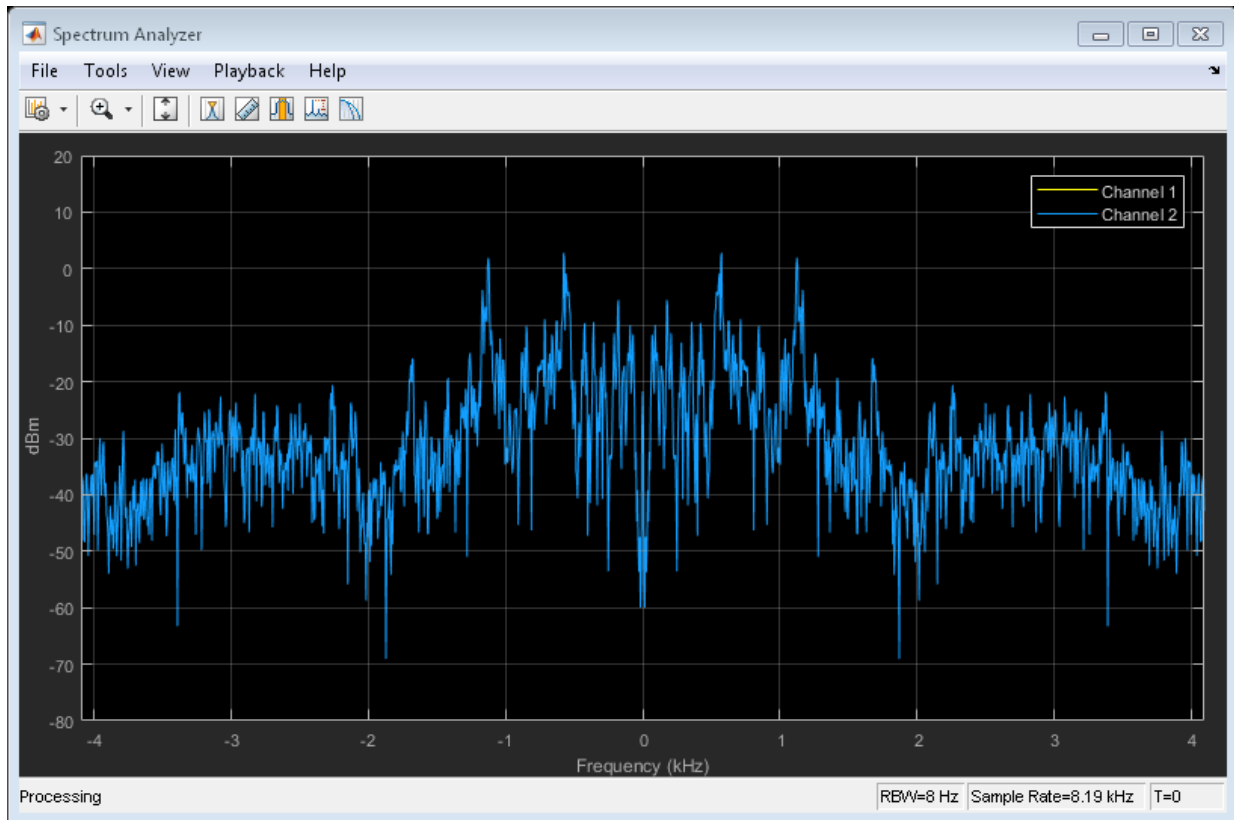 Spectrum Analyzer
File Tools View Playback Help
20
10
0
-10
-20
-30
-40
-50
-60
-70
-80
dBm
Channel 1
Channel 2
-4 -3 -2 -1 0 1 2 3 4
Frequency (kHz)
Processing RBW=8 Hz Sample Rate=8.19 kHz T=0